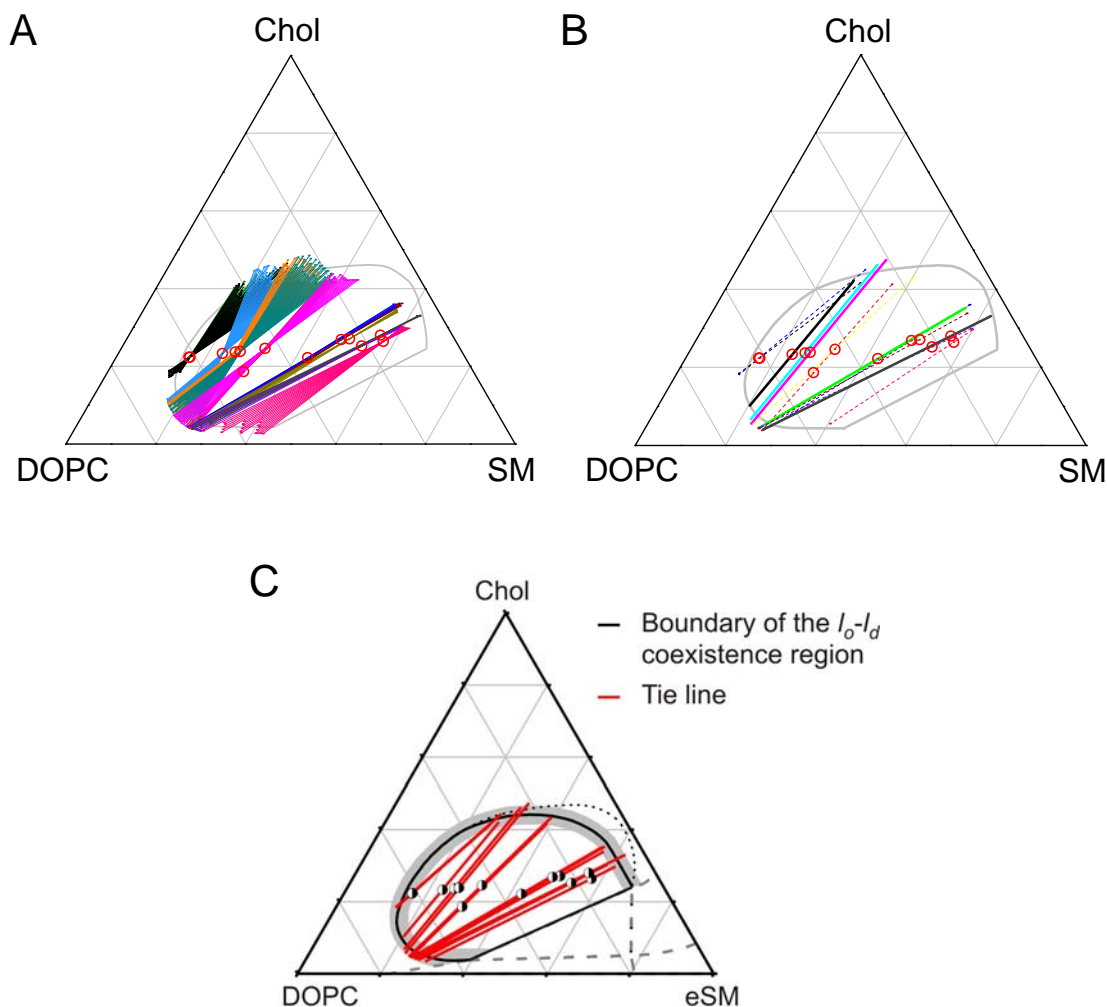 A
Chol
DOPC
SM
B
Chol
DOPC
SM
C
Chol
DOPC
eSM
Boundary of the lo-ld
coexistence region
Tie line